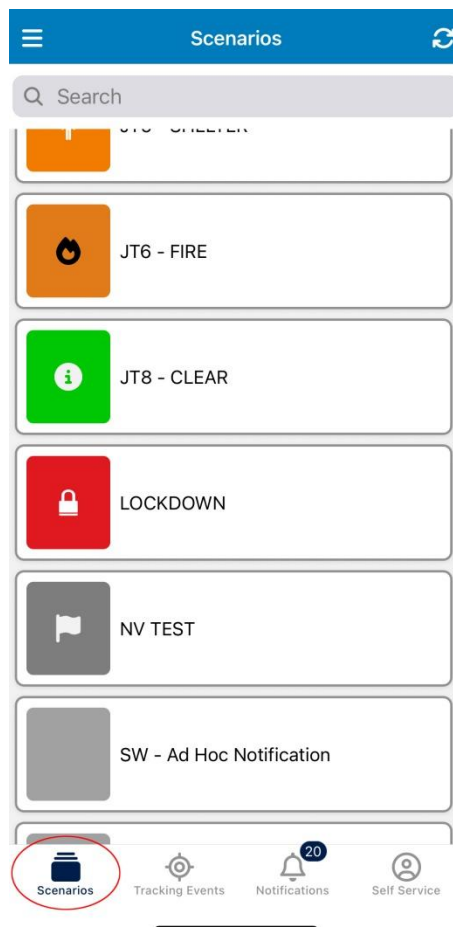 Scenarios
Search
JT6 - FIRE
JT8 - CLEAR
LOCKDOWN
NV TEST
SW - Ad Hoc Notification
20
Scenarios
Tracking Events
Notifications
Self Service